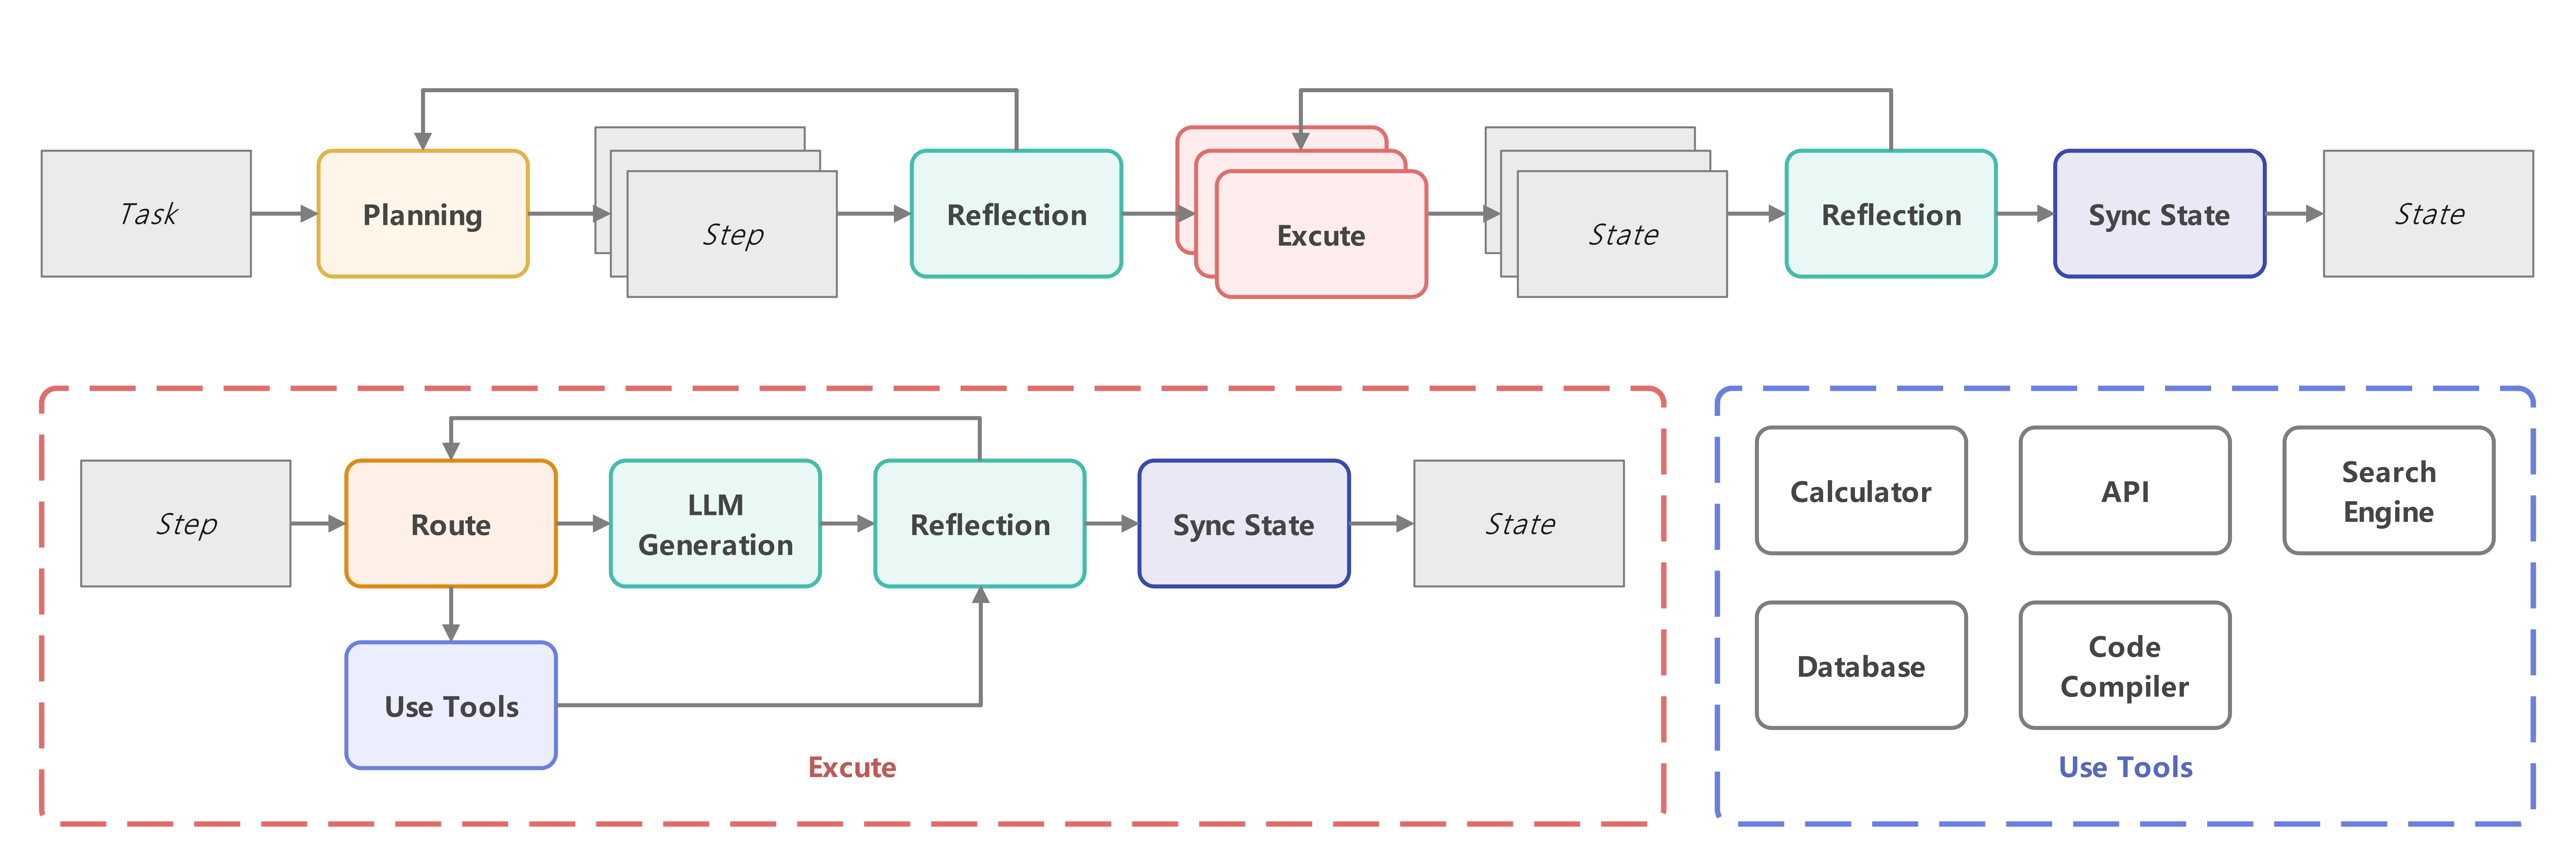 Task
Planning
Step
Reflection
Excute
State
Reflection
Sync State
State
Step
Route
LLM
Generation
Reflection
Sync State
State
Use Tools
Excute
Calculator
API
Search
Engine
Database
Code
Compiler
Use Tools